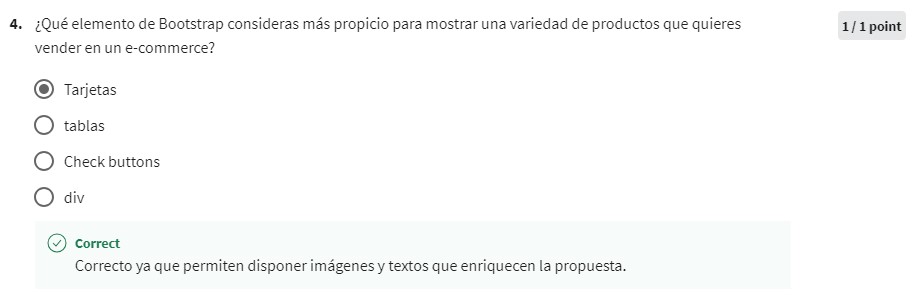 4. ¿Qué elemento de Bootstrap consideras más propicio para mostrar una variedad de productos que quieres
vender en un e-commerce?
1 / 1 point
Tarjetas
tablas
Check buttons
div
Correct
Correcto ya que permiten disponer imágenes y textos que enriquecen la propuesta.